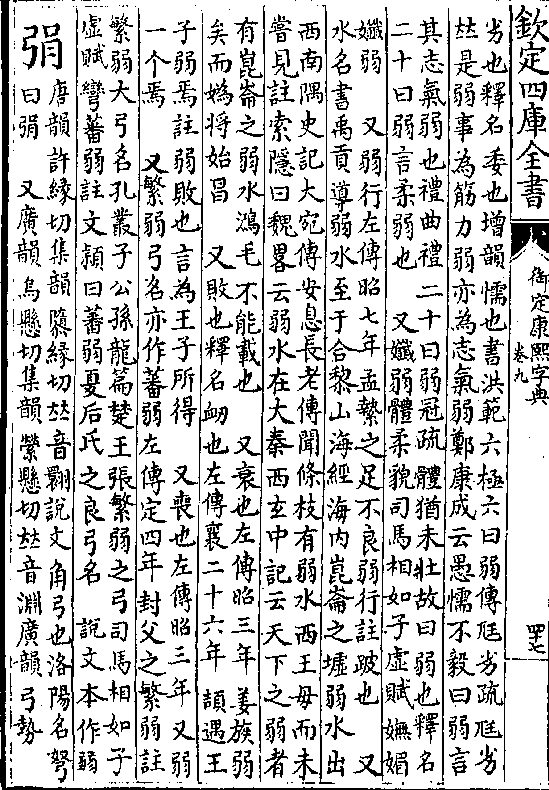 欽定四庫全書
御定康熙字典
卷九
四七
劣也釋名委也增韻懦也書洪範六極六曰弱傳尫劣疏尫劣
𠀤是弱事為筋力弱亦為志氣弱鄭康成云愚懦不毅曰弱言
其志氣弱也禮曲禮二十曰弱冠疏體猶未壯故曰弱也釋名
二十曰弱言柔弱也 又孅弱體柔貌司馬相如子虛賦嫵媚
孅弱 又弱行左傳昭七年孟縶之足不良弱行註跛也 又
水名書禹貢導弱水至于合黎山海經海內崑崙之墟弱水出
西南隅史記大宛傳安息長老傳聞條枝有弱水西王母而未
嘗見註索隱曰魏畧云弱水在大秦西玄中記云天下之弱者
有崑崙之弱水鴻毛不能載也 又衰也左傳昭三年姜族弱
矣而媯將始昌 又敗也釋名衂也左傳襄二十六年頡遇王
子弱焉註弱敗也言為王子所得 又喪也左傳昭三年又弱
一个焉 又繁弱弓名亦作蕃弱左傳定四年封父之繁弱註
繁弱大弓名孔叢子公孫龍篇楚王張繁弱之弓司馬相如子
虛賦彎蕃弱註文潁曰蕃弱夏后氏之良弓名 說文本作𢐈
弲
唐韻許緣切集韻隳緣切𠀤音翾說文角弓也洛陽名弩
曰弲 又廣韻烏懸切集韻縈懸切𠀤音淵廣韻弓勢